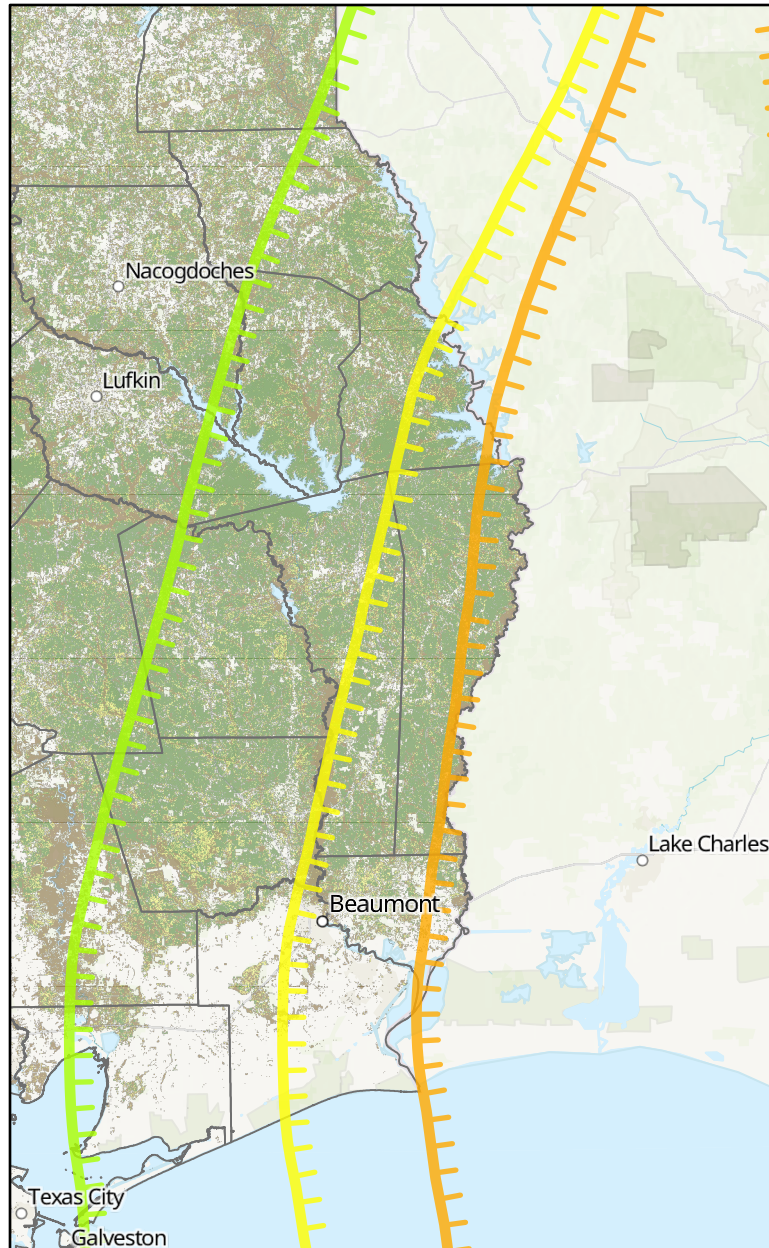 Nacogdoches
Lufkin
Lake Charles
Beaumont
Texas City
Galveston